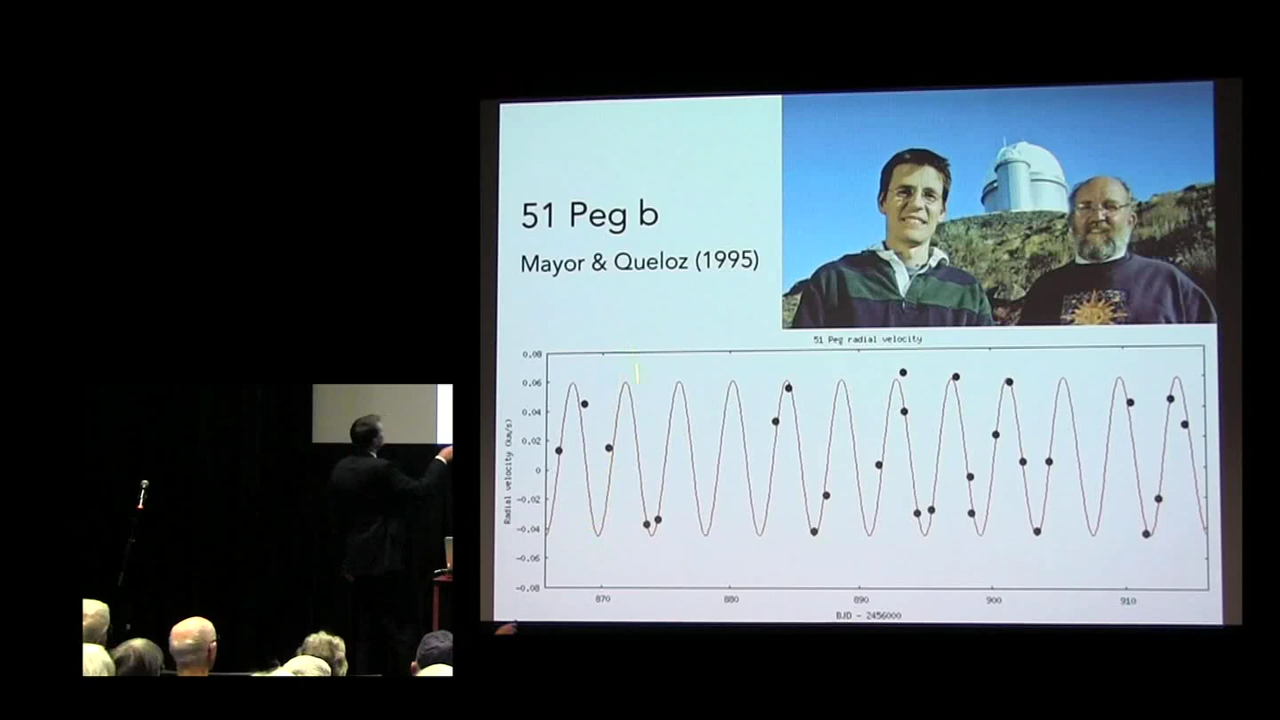 51 Peg b
Mayor & Queloz (1995)
51 Peg radial velocity
0.08
0.06
0.04
0.02
0
-0.02
-0.04
-0.06
-0.08
Radial velocity (km/s)
870 880 890 900 910
BJD - 2456000